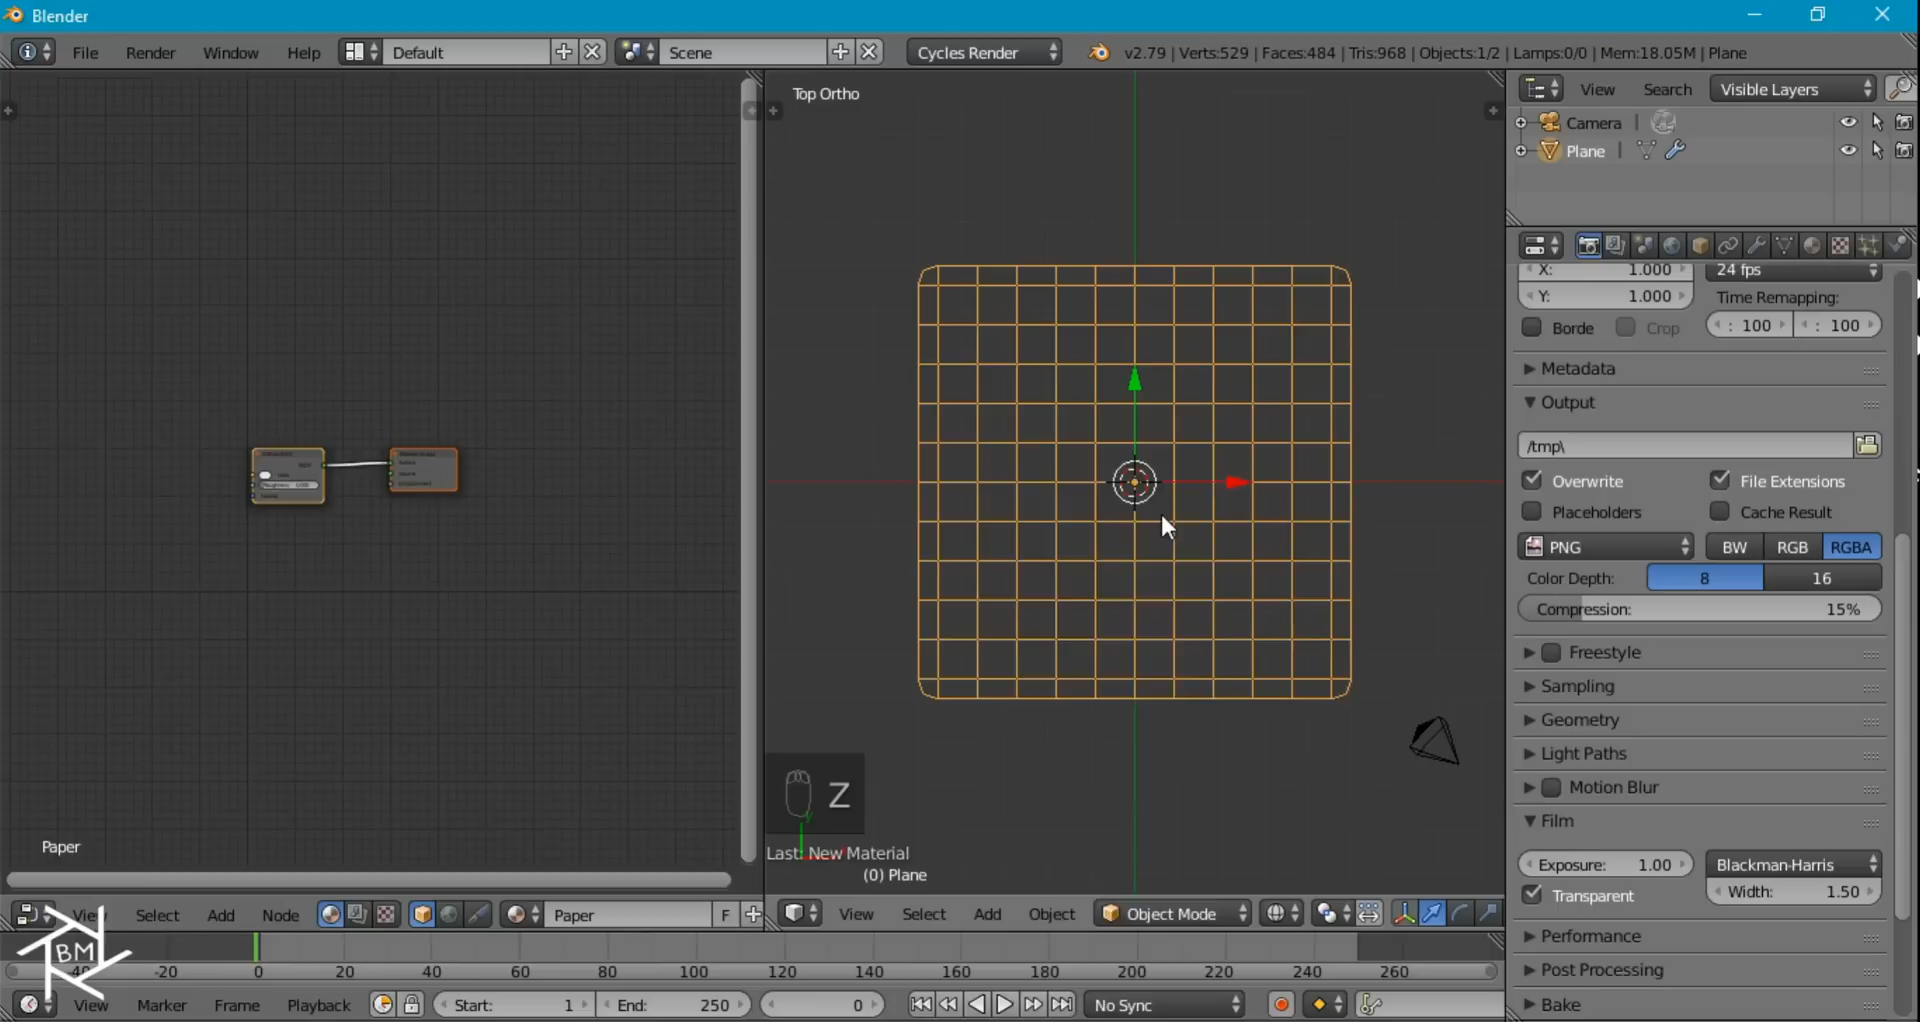 Blender
File Render Window Help Default Scene Cycles Render v2.79 | Verts:529 | Faces:484 | Tris:968 | Objects:1/2 | Lamps:0/0 | Mem:18.05M | Plane
Top Ortho
View Search Visible Layers
Camera
Plane
X: 1.000 24 fps
Y: 1.000 Time Remapping:
Borde Crop : 100 : 100
Metadata
Output
/tmp\
Overwrite File Extensions
Placeholders Cache Result
PNG BW RGB RGBA
Color Depth: 8 16
Compression: 15%
Freestyle
Sampling
Geometry
Light Paths
Motion Blur
Film
Exposure: 1.00 Blackman-Harris
Transparent Width: 1.50
Performance
Post Processing
Bake
Z
Paper
Last: New Material
(0) Plane
View Select Add Node Paper F
View Select Add Object Object Mode
BM
-40 -20 0 20 40 60 80 100 120 140 160 180 200 220 240 260
View Marker Frame Playback Start: 1 End: 250 0 No Sync